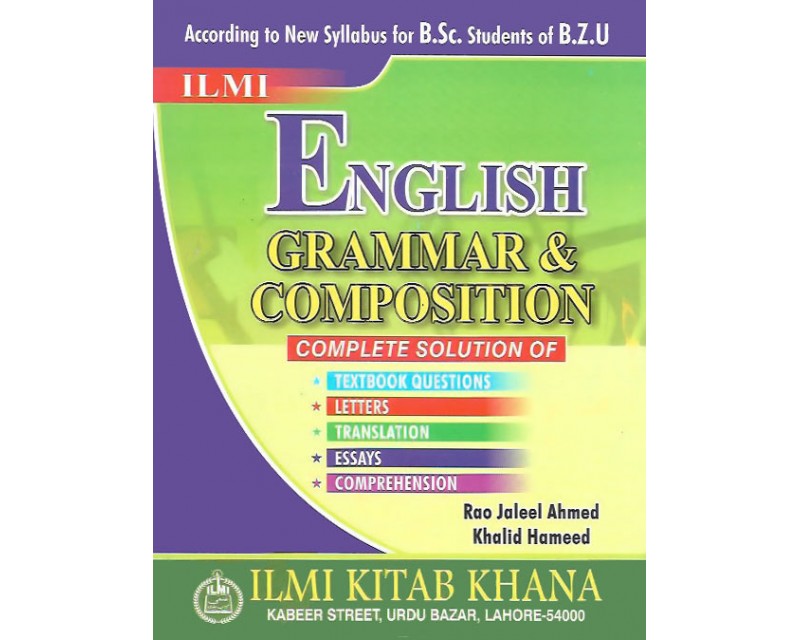 According to New Syllabus for B.Sc. Students of B.Z.U
ILMI
ENGLISH
GRAMMAR &
COMPOSITION
COMPLETE SOLUTION OF
TEXTBOOK QUESTIONS
LETTERS
TRANSLATION
ESSAYS
COMPREHENSION
Rao Jaleel Ahmed
Khalid Hameed
ILMI
ILMI KITAB KHANA
KABEER STREET, URDU BAZAR, LAHORE-54000